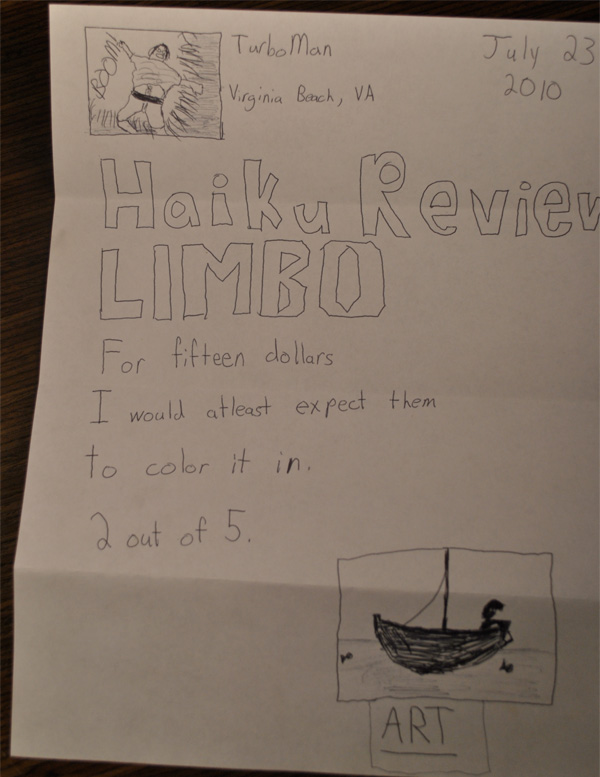 TurboMan
July 23
2010
Virginia Beach, VA
Haiku Review
LIMBO
For fifteen dollars
I would atleast expect them
to color it in.
2 out of 5.
ART